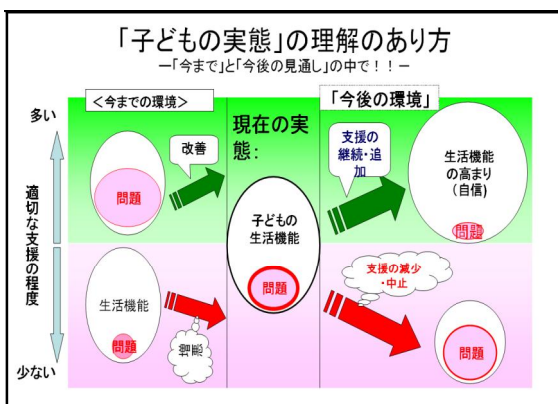 「子どもの実態」の理解のあり方
－「今まで」と「今後の見通し」の中で！！－
多い
適切な支援の程度
少ない
＜今までの環境＞
問題
改善
生活機能
問題
増悪
現在の実
態：
子どもの
生活機能
問題
「今後の環境」
支援の
継続・追
加
生活機能
の高まり
（自信）
問題
支援の減少
・中止
問題